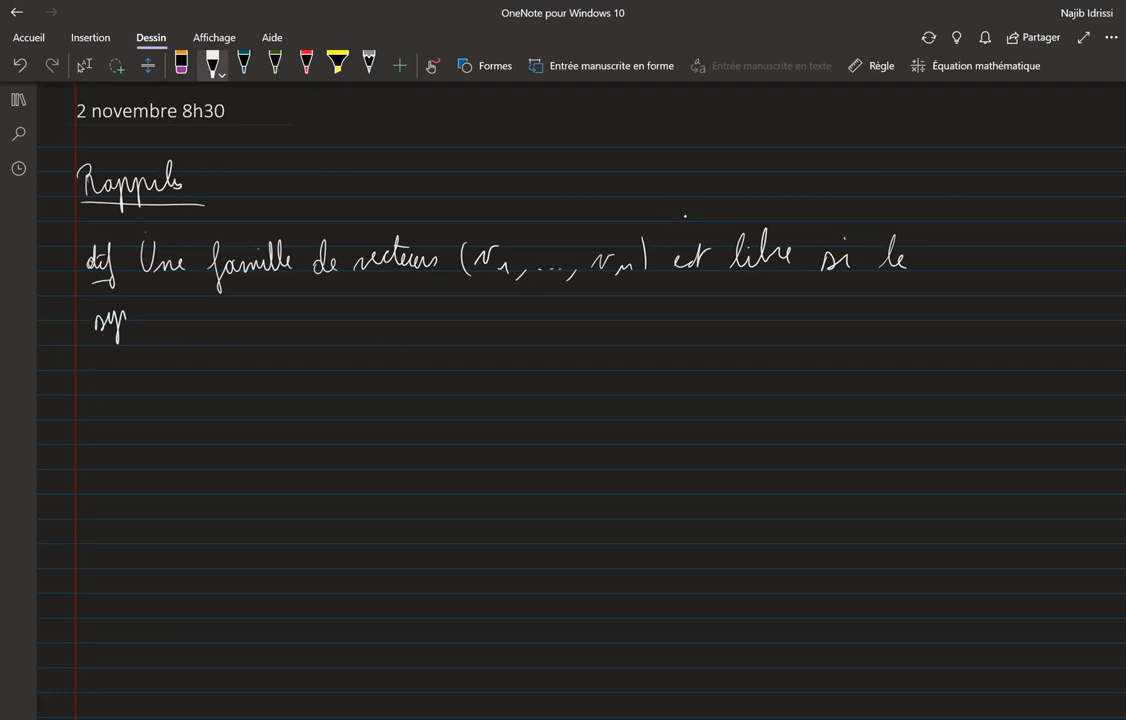 OneNote pour Windows 10
Najib Idrissi
Accueil Insertion Dessin Affichage Aide
Partager
Formes Entrée manuscrite en forme Entrée manuscrite en texte Règle Équation mathématique
2 novembre 8h30
Rappels
déf Une famille de vecteurs (v₁, ..., vₙ) est libre si le
sys